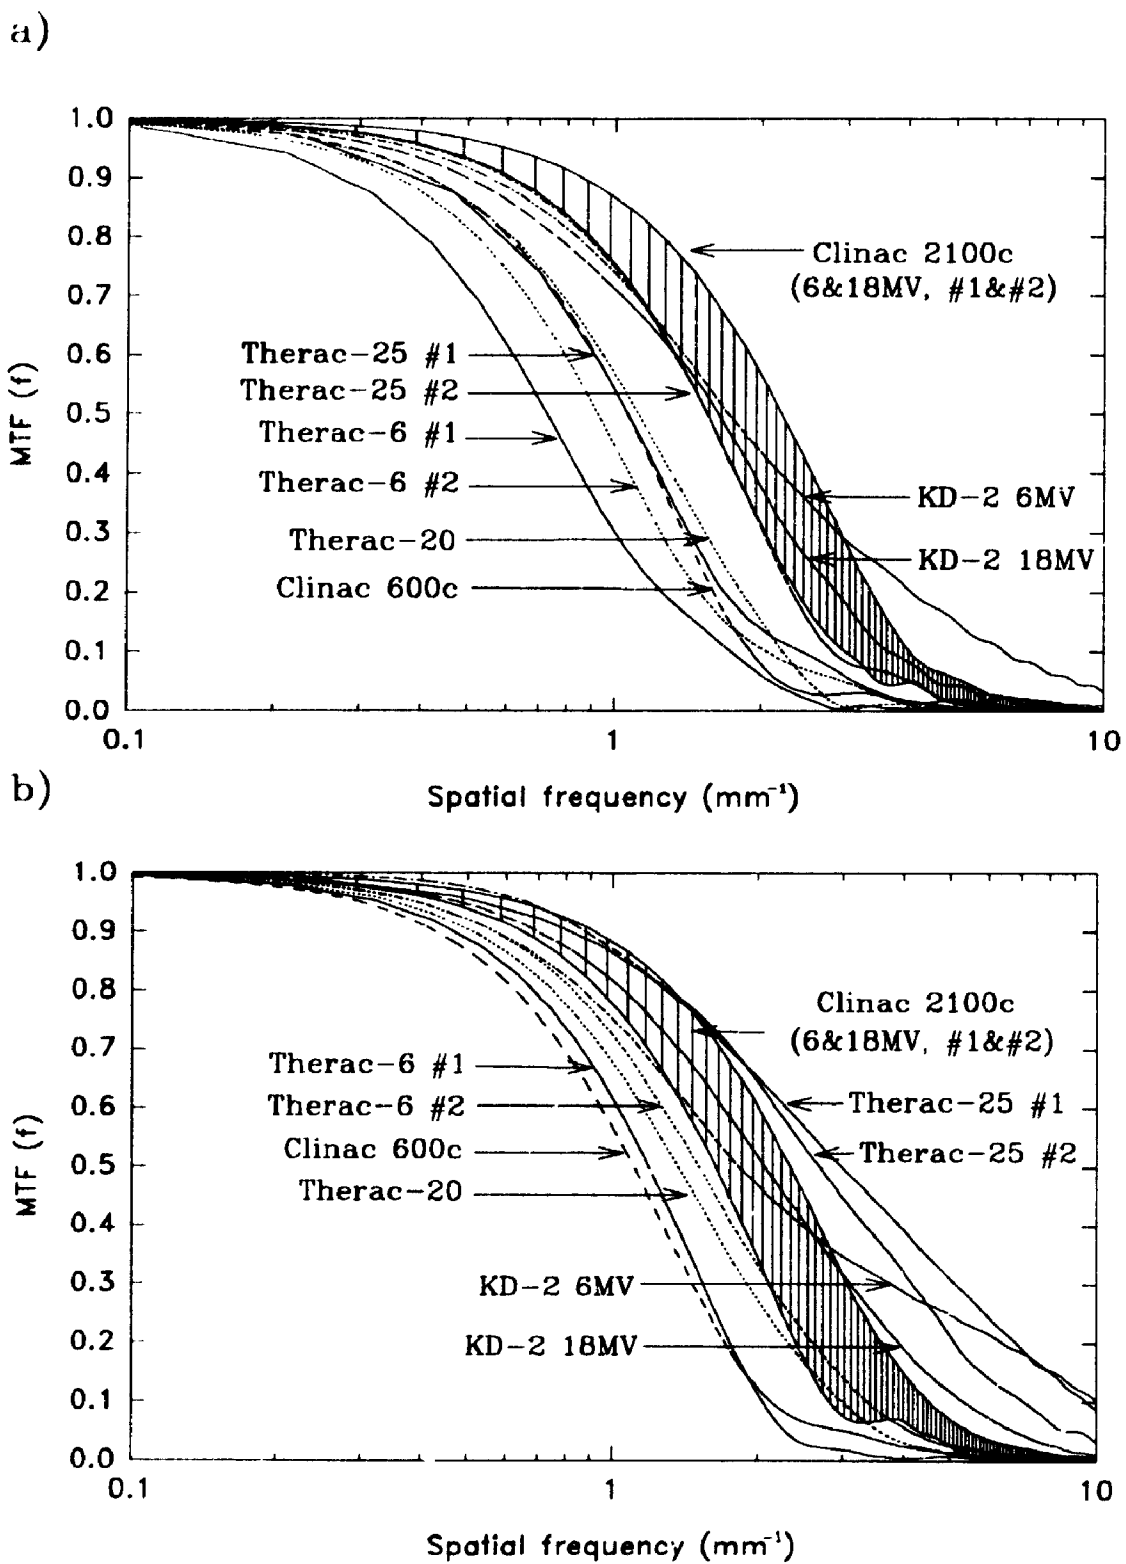 a)
1.0
0.9
0.8
0.7
0.6
0.5
0.4
0.3
0.2
0.1
0.0
MTF (f)
Clinac 2100c
(6&18MV, #1&#2)
Therac-25 #1
Therac-25 #2
Therac-6 #1
Therac-6 #2
Therac-20
Clinac 600c
KD-2 6MV
KD-2 18MV
0.1
1
10
Spatial frequency (mm⁻¹)
b)
1.0
0.9
0.8
0.7
0.6
0.5
0.4
0.3
0.2
0.1
0.0
MTF (f)
Clinac 2100c
(6&18MV, #1&#2)
Therac-6 #1
Therac-6 #2
Clinac 600c
Therac-20
Therac-25 #1
Therac-25 #2
KD-2 6MV
KD-2 18MV
0.1
1
10
Spatial frequency (mm⁻¹)